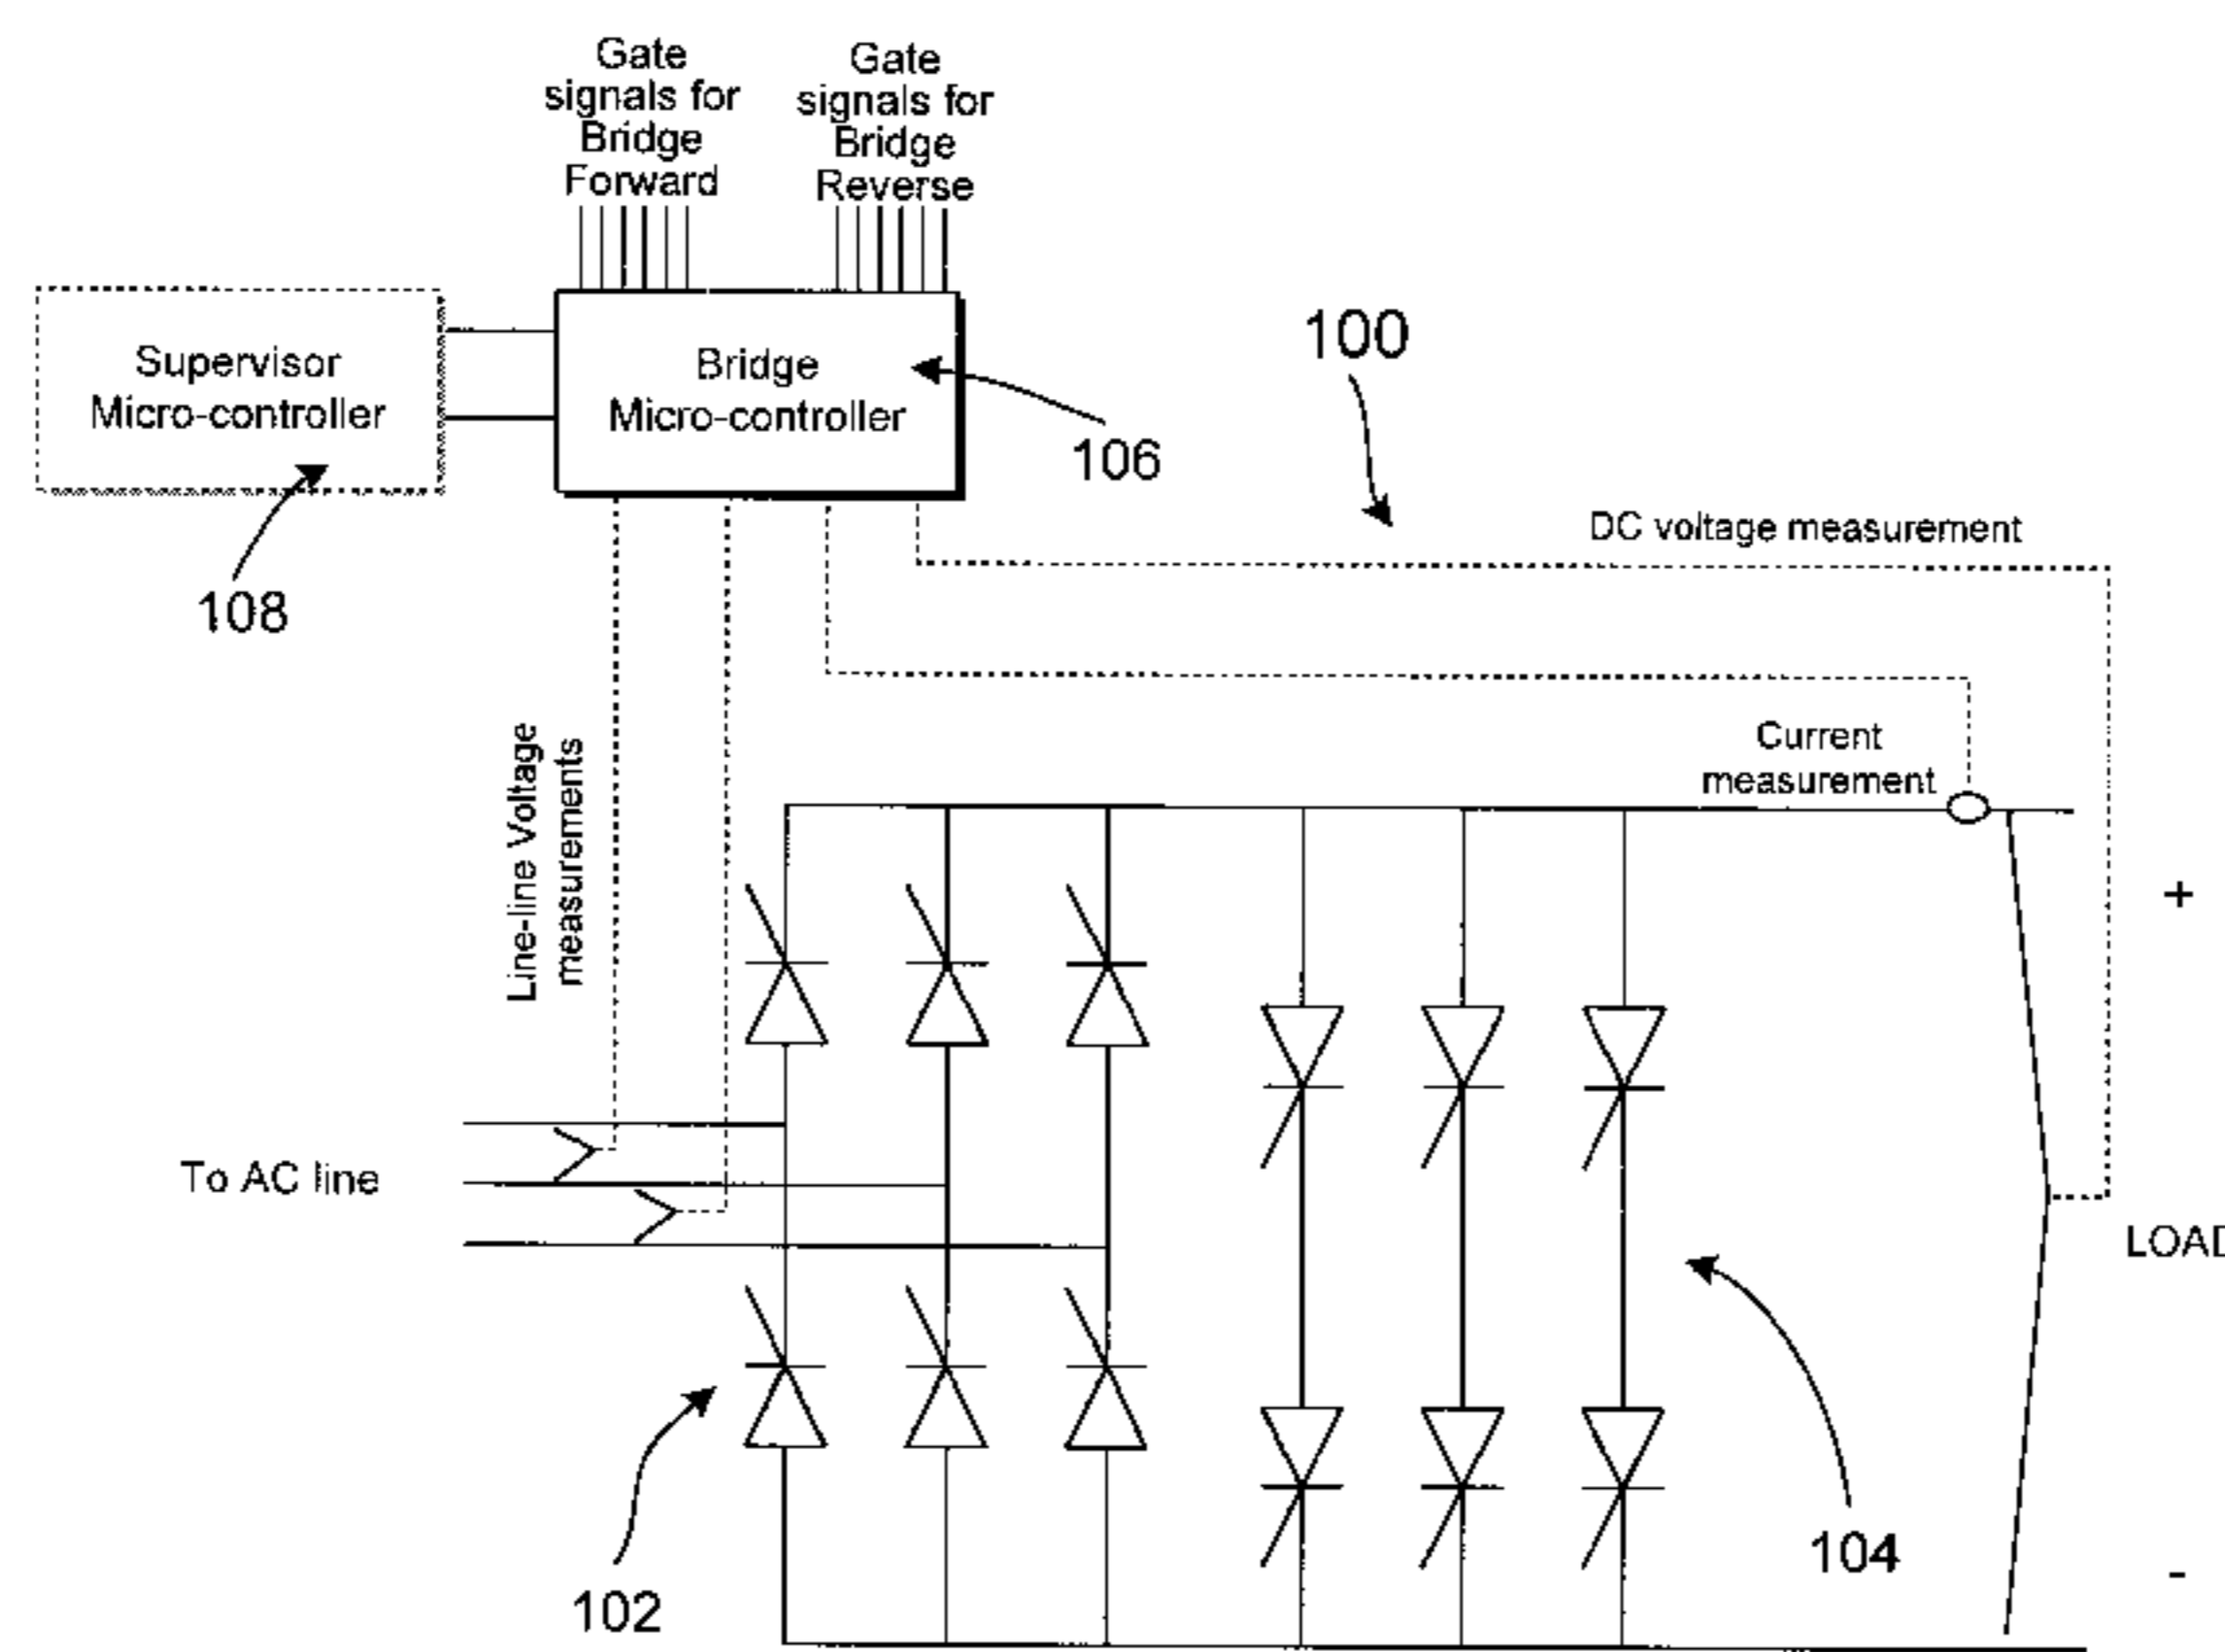 Gate
signals for
Bridge
Forward
Gate
signals for
Bridge
Reverse
Supervisor
Micro-controller
Bridge
Micro-controller
100
106
108
DC voltage measurement
Line-line Voltage
measurements
Current
measurement
+
To AC line
LOAD
102
104
-